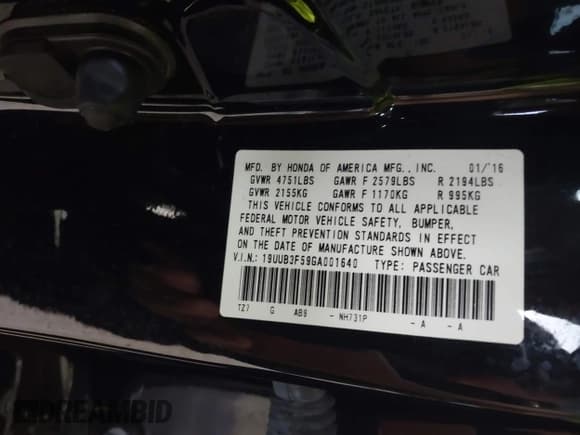 MFD. BY HONDA OF AMERICA MFG., INC. 01/'16
GVWR 4751LBS GAWR F 2579LBS R 2194LBS
GVWR 2155KG GAWR F 1170KG R 995KG
THIS VEHICLE CONFORMS TO ALL APPLICABLE
FEDERAL MOTOR VEHICLE SAFETY, BUMPER,
AND THEFT PREVENTION STANDARDS IN EFFECT
ON THE DATE OF MANUFACTURE SHOWN ABOVE.
V.I.N.: 19UUB3F59GA001640 TYPE: PASSENGER CAR
TZ7 G AB9 - NH731P - A - A
DREAMBID